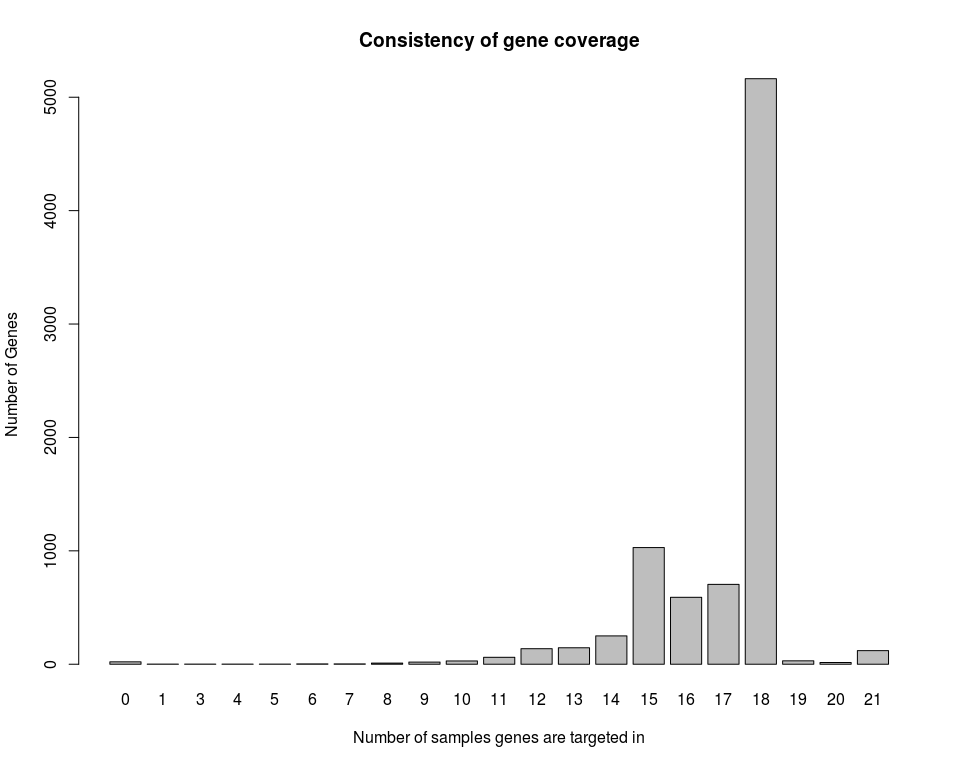 Consistency of gene coverage
Number of Genes
5000
4000
3000
2000
1000
0
0 1 3 4 5 6 7 8 9 10 11 12 13 14 15 16 17 18 19 20 21
Number of samples genes are targeted in